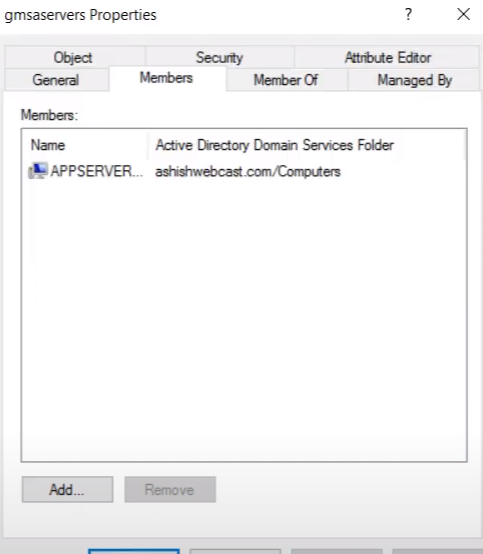 gmsaservers Properties
? ×
Object Security Attribute Editor
General Members Member Of Managed By
Members:
Name Active Directory Domain Services Folder
APPSERVER... ashishwebcast.com/Computers
Add... Remove